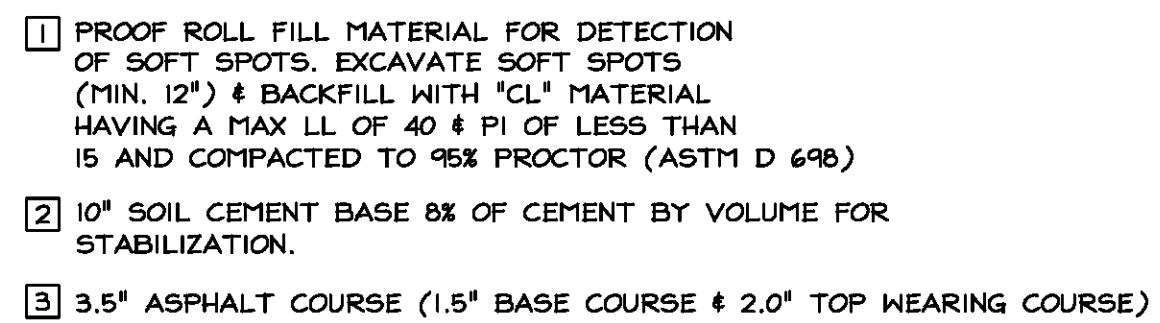 1 PROOF ROLL FILL MATERIAL FOR DETECTION
OF SOFT SPOTS. EXCAVATE SOFT SPOTS
(MIN. 12") & BACKFILL WITH "CL" MATERIAL
HAVING A MAX LL OF 40 & PI OF LESS THAN
15 AND COMPACTED TO 95% PROCTOR (ASTM D 698)
2 10" SOIL CEMENT BASE 8% OF CEMENT BY VOLUME FOR
STABILIZATION.
3 3.5" ASPHALT COURSE (1.5" BASE COURSE & 2.0" TOP WEARING COURSE)